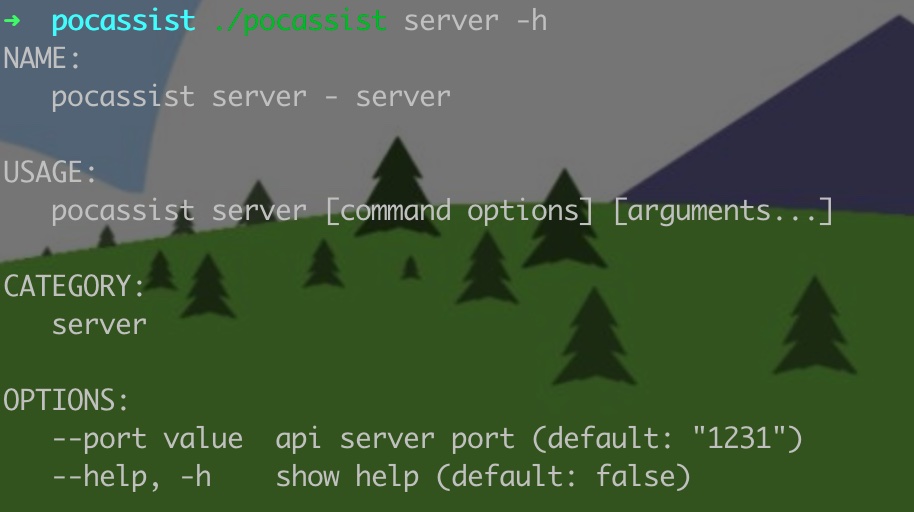 ➜  pocassist ./pocassist server -h
NAME:
   pocassist server - server

USAGE:
   pocassist server [command options] [arguments...]

CATEGORY:
   server

OPTIONS:
   --port value  api server port (default: "1231")
   --help, -h    show help (default: false)